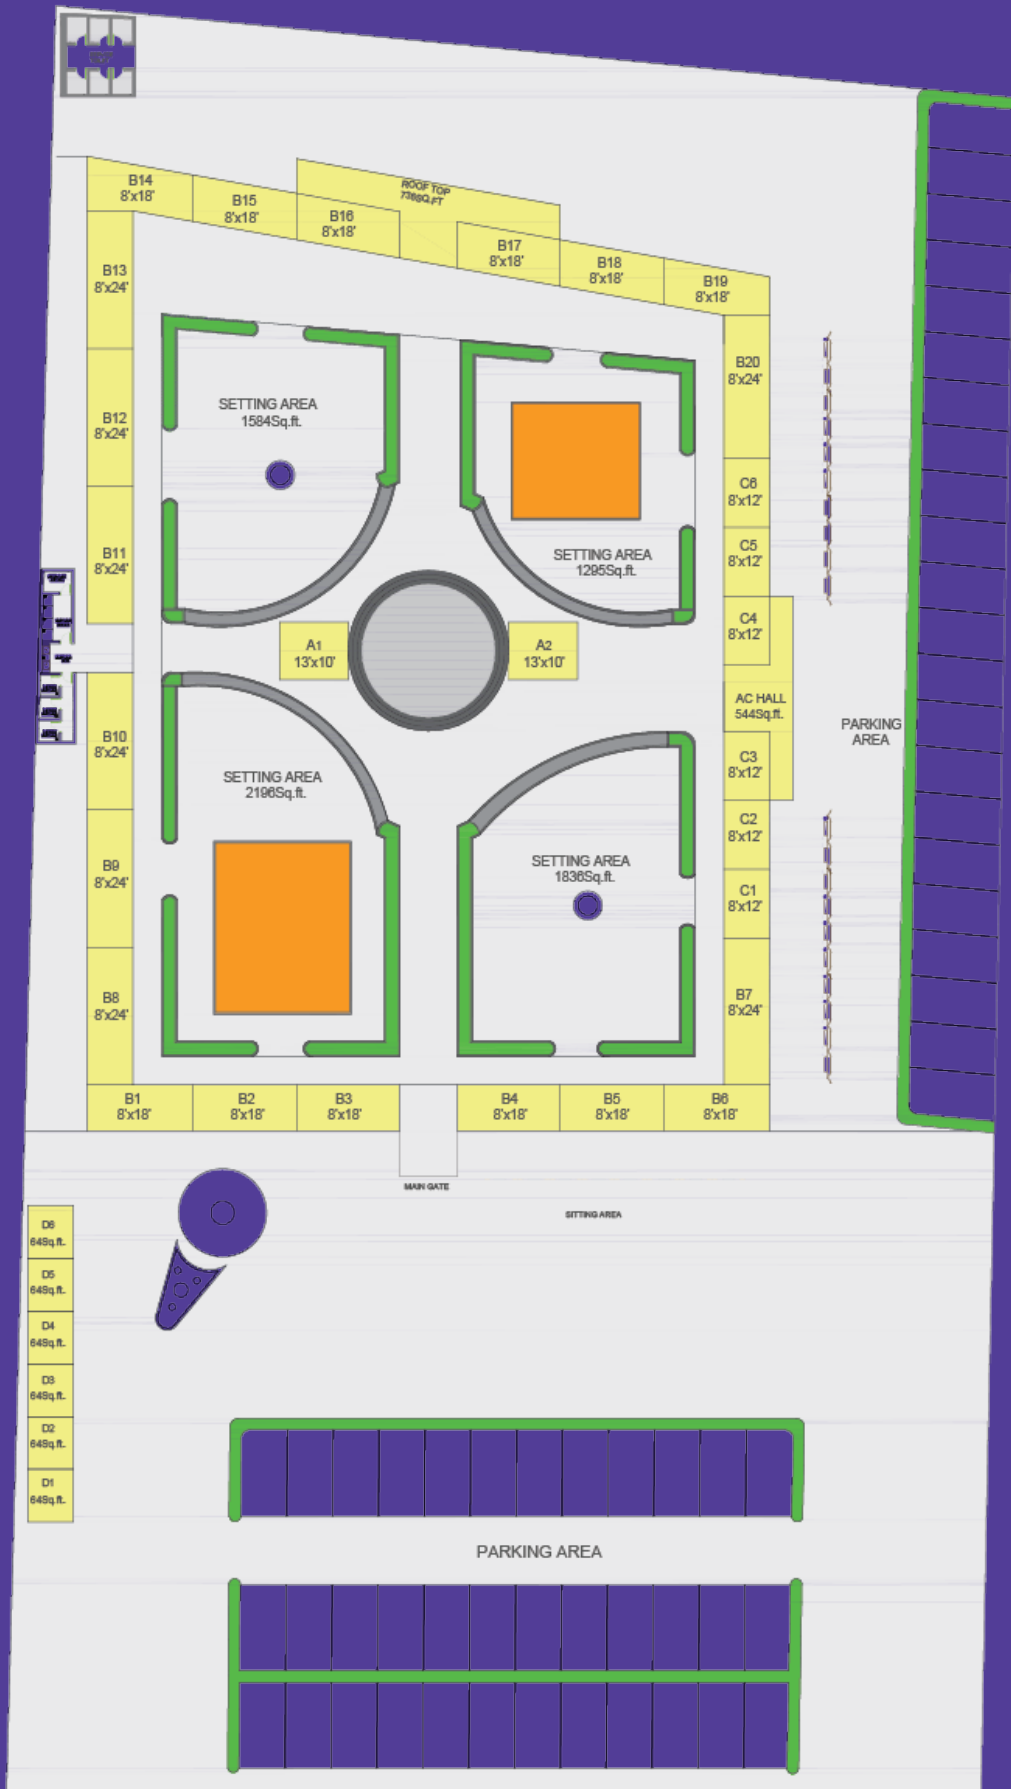 B14
8'x18'
B15
8'x18'
ROOF TOP
736SQ.FT
B16
8'x18'
B17
8'x18'
B18
8'x18'
B19
8'x18'
B13
8'x24'
B20
8'x24'
SETTING AREA
1584Sq.ft.
B12
8'x24'
C6
8'x12'
B11
8'x24'
C5
8'x12'
SETTING AREA
1295Sq.ft.
C4
8'x12'
A1
13'x10'
A2
13'x10'
AC HALL
544Sq.ft.
PARKING
AREA
B10
8'x24'
C3
8'x12'
SETTING AREA
2196Sq.ft.
C2
8'x12'
B9
8'x24'
SETTING AREA
1836Sq.ft.
C1
8'x12'
B8
8'x24'
B7
8'x24'
B1
8'x18'
B2
8'x18'
B3
8'x18'
B4
8'x18'
B5
8'x18'
B6
8'x18'
MAIN GATE
SITTING AREA
D6
64Sq.ft.
D5
64Sq.ft.
D4
64Sq.ft.
D3
64Sq.ft.
D2
64Sq.ft.
D1
64Sq.ft.
PARKING AREA